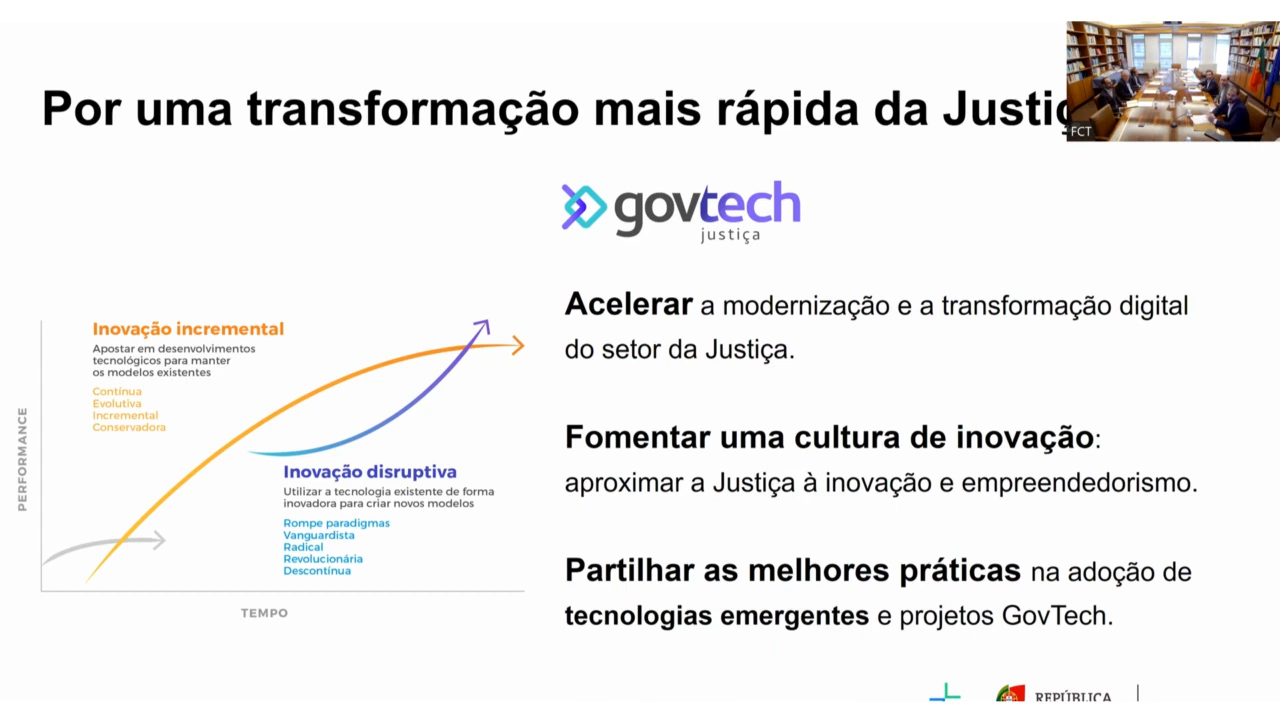 Por uma transformação mais rápida da Justiç
FCT
govtech
justiça
Acelerar a modernização e a transformação digital
do setor da Justiça.
Fomentar uma cultura de inovação:
aproximar a Justiça à inovação e empreendedorismo.
Partilhar as melhores práticas na adoção de
tecnologias emergentes e projetos GovTech.
PERFORMANCE
Inovação incremental
Apostar em desenvolvimentos
tecnológicos para manter
os modelos existentes
Contínua
Evolutiva
Incremental
Conservadora
Inovação disruptiva
Utilizar a tecnologia existente de forma
inovadora para criar novos modelos
Rompe paradigmas
Vanguardista
Radical
Revolucionária
Descontínua
TEMPO
REPÚBLICA